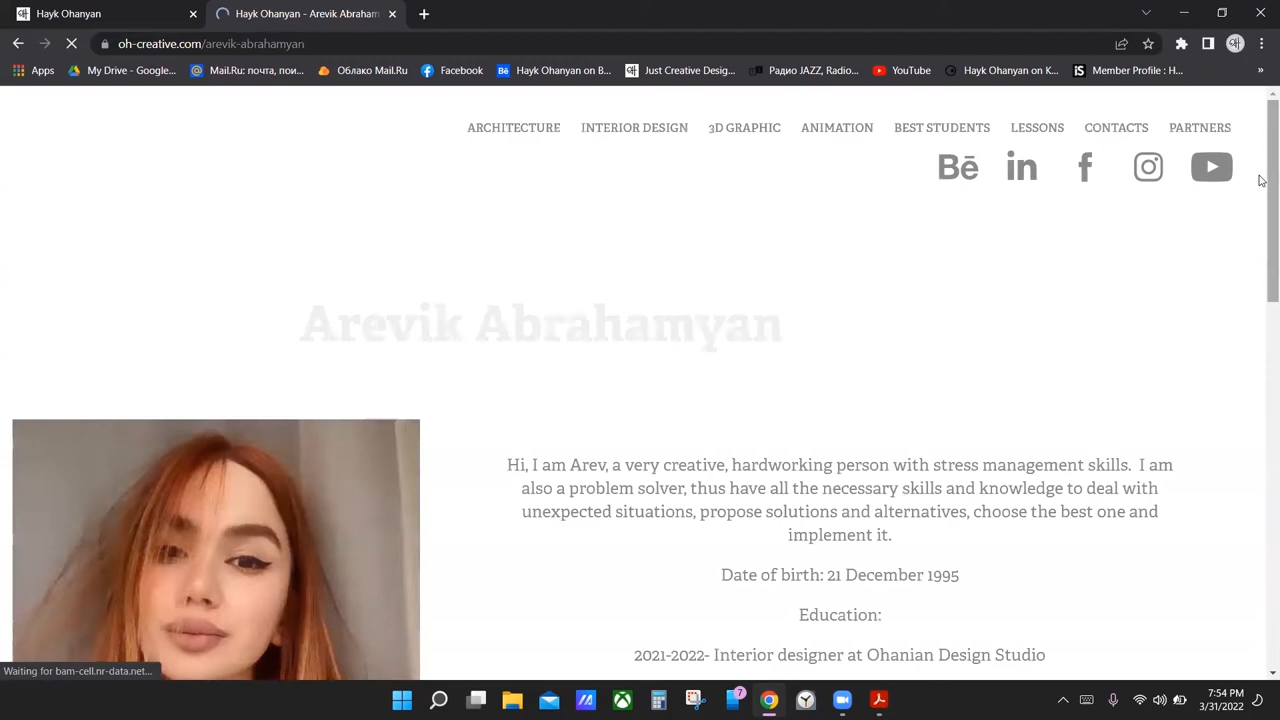 Hayk Ohanyan
Hayk Ohanyan - Arevik Abraham
oh-creative.com/arevik-abrahamyan
Apps
My Drive - Google...
Mail.Ru: почта, пои...
Облако Mail.Ru
Facebook
Hayk Ohanyan on B...
Just Creative Desig...
Радио JAZZ, Radio...
YouTube
Hayk Ohanyan on K...
Member Profile : H...
»
ARCHITECTURE INTERIOR DESIGN 3D GRAPHIC ANIMATION BEST STUDENTS LESSONS CONTACTS PARTNERS
Bē in f
Arevik Abrahamyan
Hi, I am Arev, a very creative, hardworking person with stress management skills. I am
also a problem solver, thus have all the necessary skills and knowledge to deal with
unexpected situations, propose solutions and alternatives, choose the best one and
implement it.
Date of birth: 21 December 1995
Education:
2021-2022- Interior designer at Ohanian Design Studio
Waiting for bam-cell.nr-data.net...
7
7:54 PM
3/31/2022